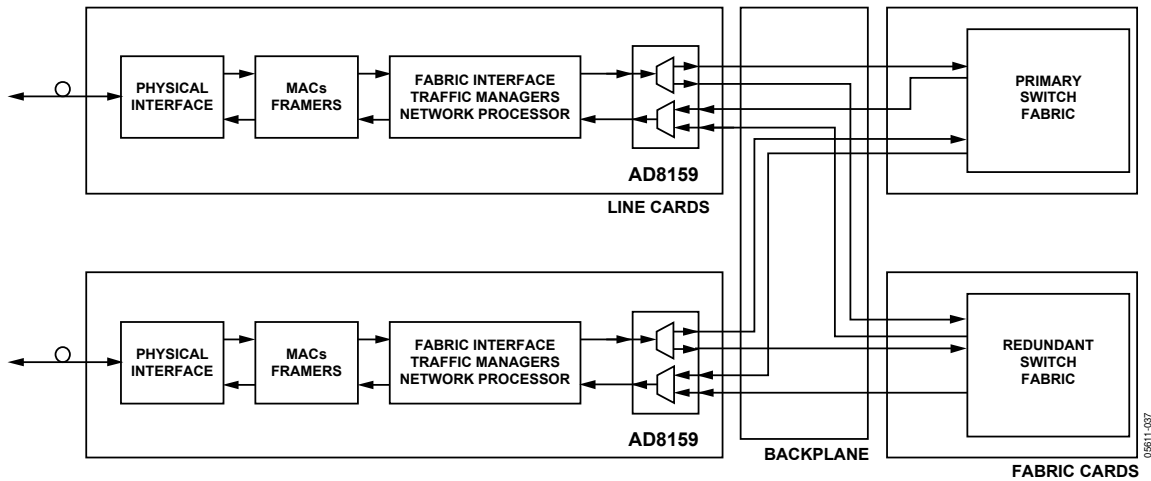 PHYSICAL
INTERFACE
MACs
FRAMERS
FABRIC INTERFACE
TRAFFIC MANAGERS
NETWORK PROCESSOR
AD8159
LINE CARDS
PRIMARY
SWITCH
FABRIC
PHYSICAL
INTERFACE
MACs
FRAMERS
FABRIC INTERFACE
TRAFFIC MANAGERS
NETWORK PROCESSOR
AD8159
BACKPLANE
REDUNDANT
SWITCH
FABRIC
FABRIC CARDS
05611-037